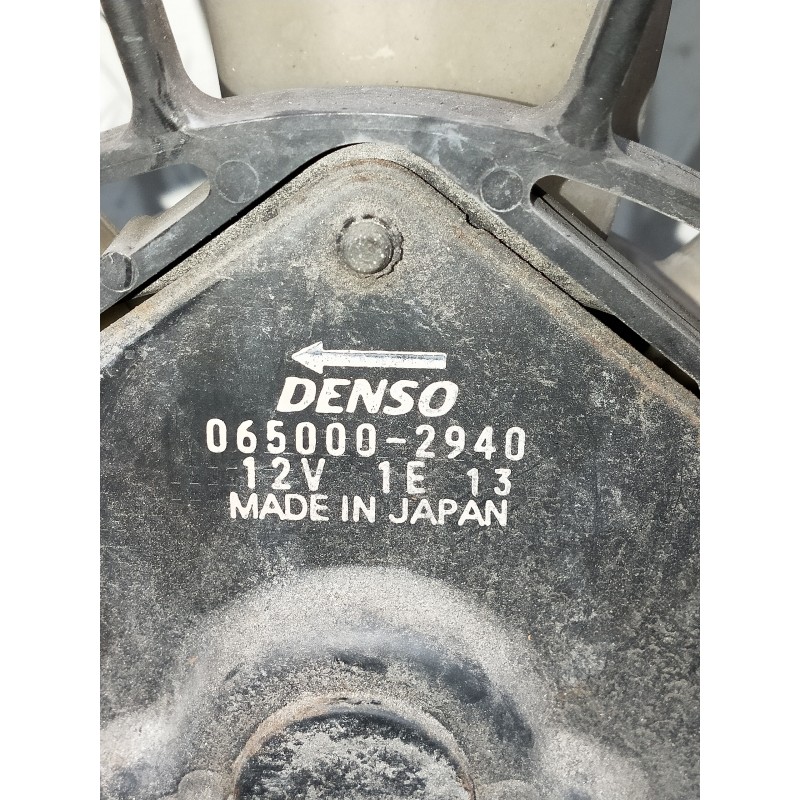 DENSO
065000-2940
12V 1E 13
MADE IN JAPAN